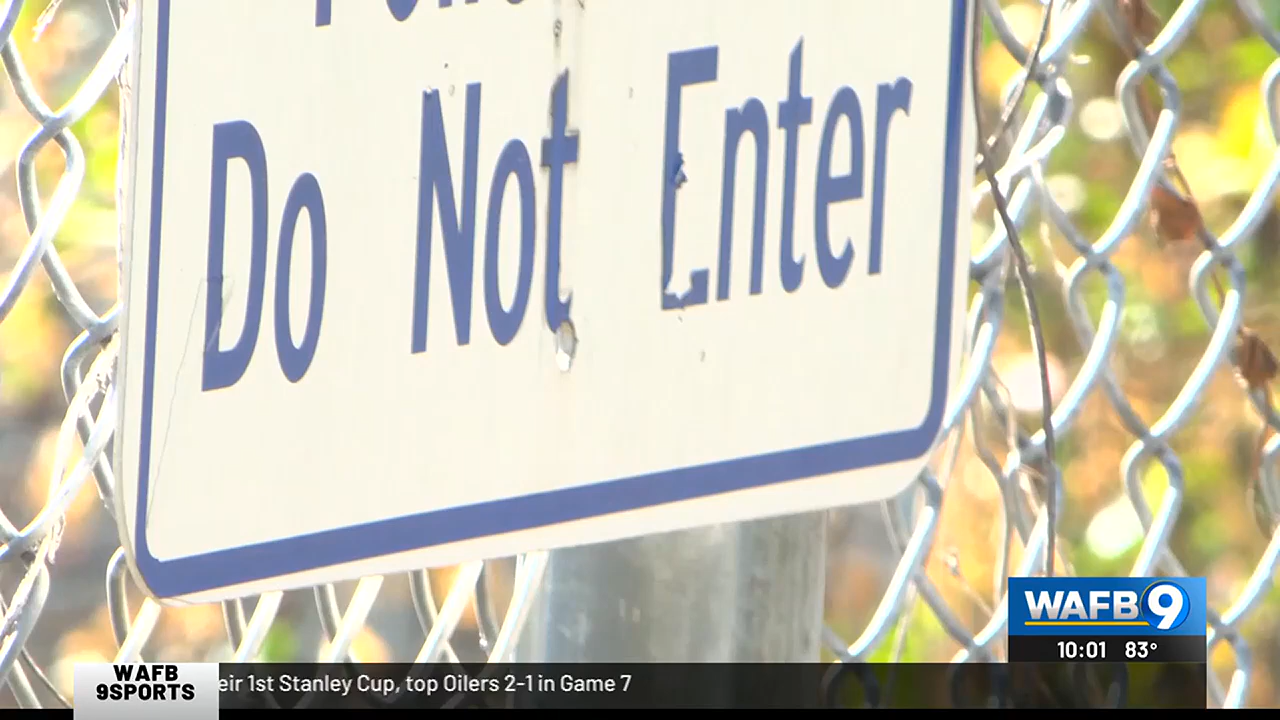 Do Not Enter
WAFB 9
10:01 83°
WAFB
9SPORTS
eir 1st Stanley Cup, top Oilers 2-1 in Game 7